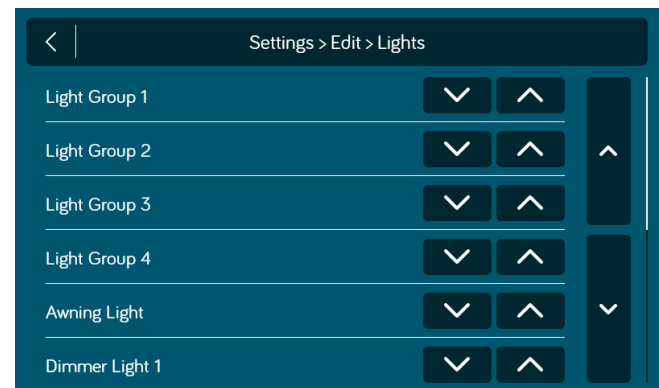 Settings > Edit > Lights
Light Group 1
Light Group 2
Light Group 3
Light Group 4
Awning Light
Dimmer Light 1